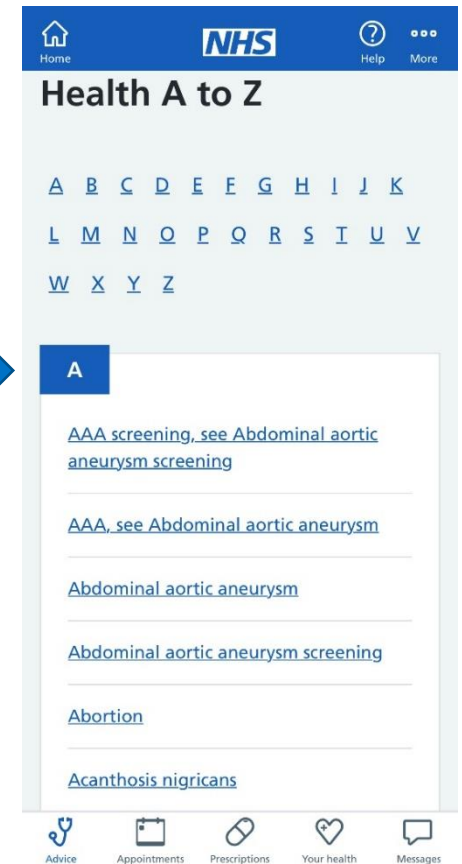 NHS
Home
Help
More
Health A to Z
A B C D E F G H I J K
L M N O P Q R S T U V
W X Y Z
A
AAA screening, see Abdominal aortic
aneurysm screening
AAA, see Abdominal aortic aneurysm
Abdominal aortic aneurysm
Abdominal aortic aneurysm screening
Abortion
Acanthosis nigricans
Advice
Appointments
Prescriptions
Your health
Messages